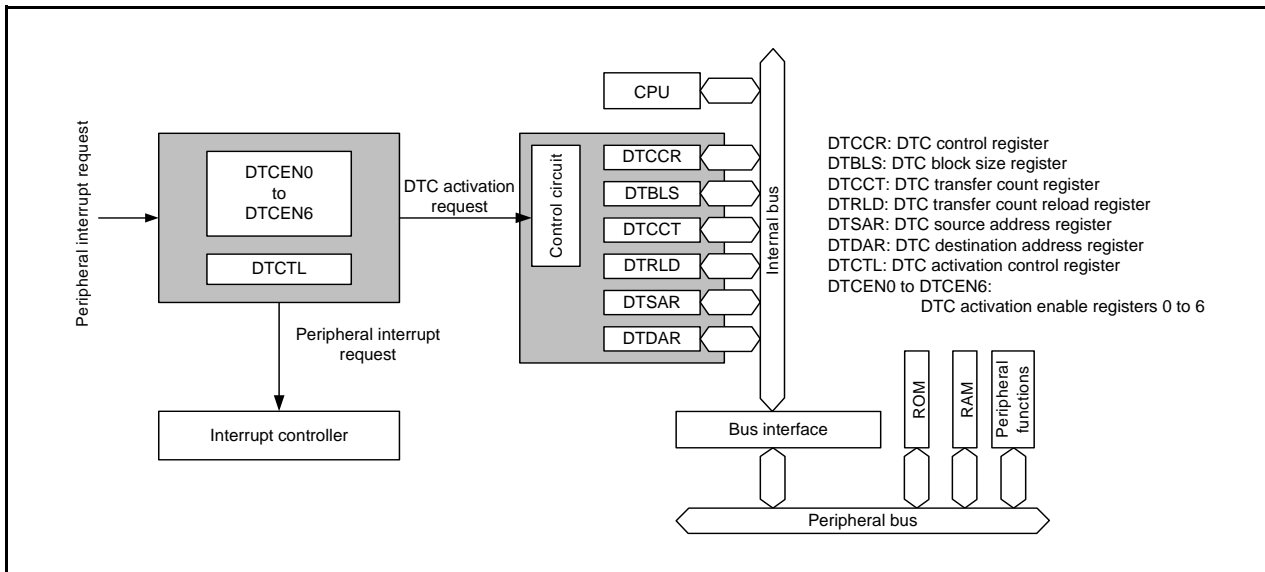 Peripheral interrupt request
DTCEN0
to
DTCEN6
DTCTL
DTC activation
request
Peripheral interrupt
request
Interrupt controller
Control circuit
CPU
DTCCR
DTBLS
DTCCT
DTRLD
DTSAR
DTDAR
Internal bus
DTCCR: DTC control register
DTBLS: DTC block size register
DTCCT: DTC transfer count register
DTRLD: DTC transfer count reload register
DTSAR: DTC source address register
DTDAR: DTC destination address register
DTCTL: DTC activation control register
DTCEN0 to DTCEN6:
DTC activation enable registers 0 to 6
Bus interface
ROM
RAM
Peripheral
functions
Peripheral bus